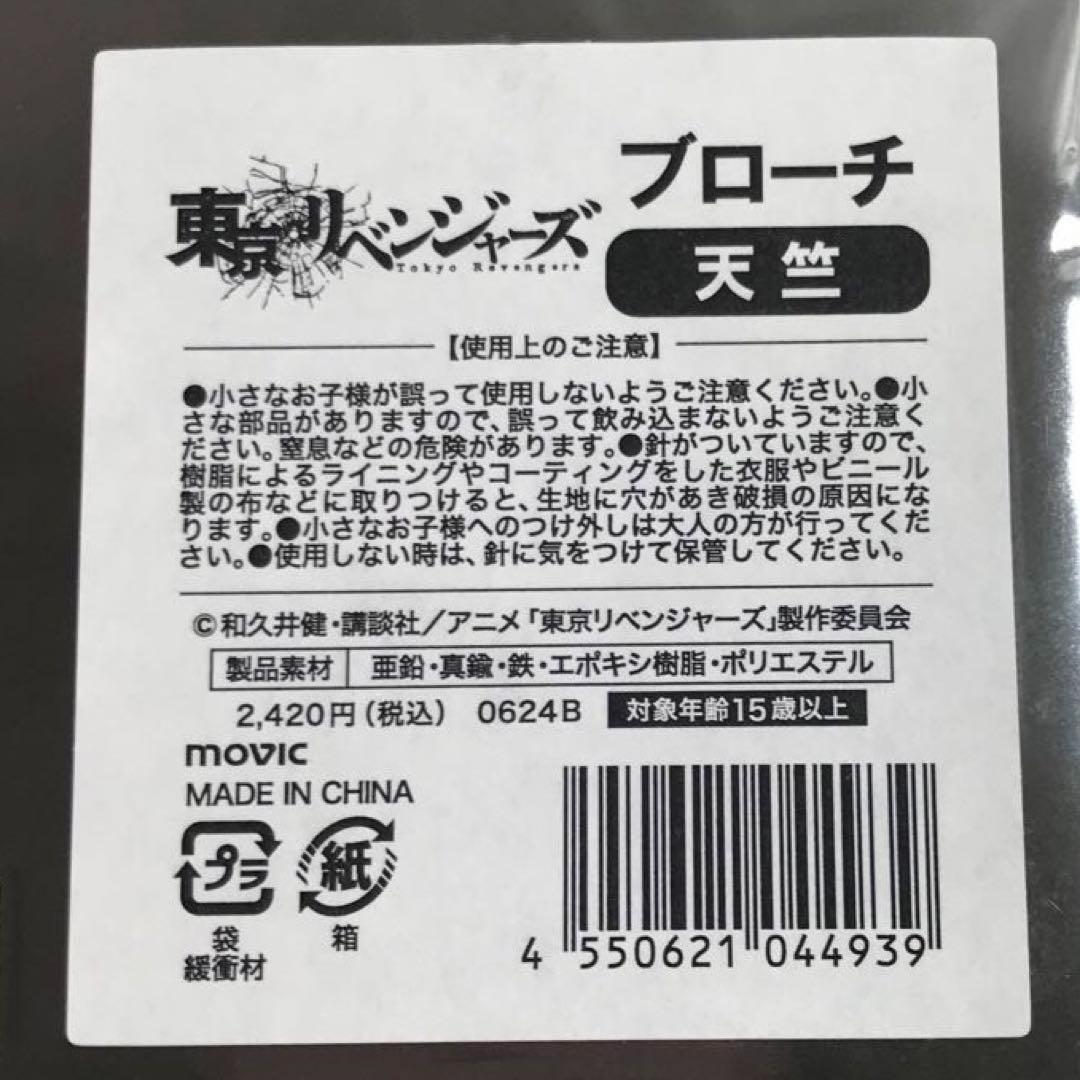 東京リベンジャーズ
Tokyo Revengers
ブローチ
天竺
【使用上のご注意】
●小さなお子様が誤って使用しないようご注意ください。●小
さな部品がありますので、誤って飲み込まないようご注意く
ださい。窒息などの危険があります。●針がついていますので、
樹脂によるライニングやコーティングをした衣服やビニール
製の布などに取りつけると、生地に穴があき破損の原因にな
ります。●小さなお子様へのつけ外しは大人の方が行ってくだ
さい。●使用しない時は、針に気をつけて保管してください。
©和久井健・講談社/アニメ「東京リベンジャーズ」製作委員会
製品素材 亜鉛・真鍮・鉄・エポキシ樹脂・ポリエステル
2,420円(税込) 0624B 対象年齢15歳以上
movic
MADE IN CHINA
プラ 紙
袋 箱
緩衝材
4 550621 044939